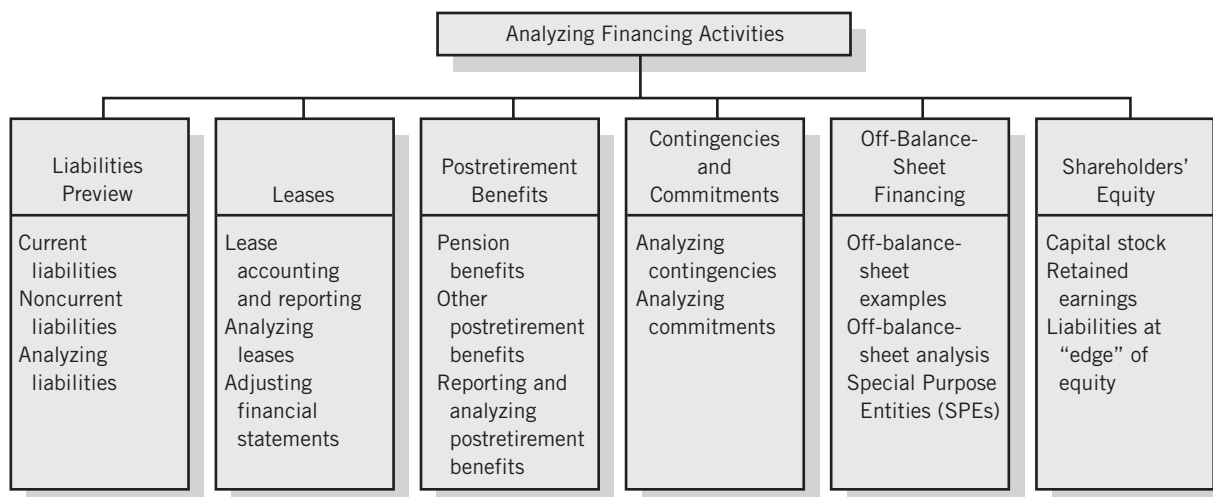 Analyzing Financing Activities
Liabilities
Preview
Current
liabilities
Noncurrent
liabilities
Analyzing
liabilities
Leases
Lease
accounting
and reporting
Analyzing
leases
Adjusting
financial
statements
Postretirement
Benefits
Pension
benefits
Other
postretirement
benefits
Reporting and
analyzing
postretirement
benefits
Contingencies
and
Commitments
Analyzing
contingencies
Analyzing
commitments
Off-Balance-
Sheet
Financing
Off-balance-
sheet
examples
Off-balance-
sheet analysis
Special Purpose
Entities (SPEs)
Shareholders’
Equity
Capital stock
Retained
earnings
Liabilities at
“edge” of
equity